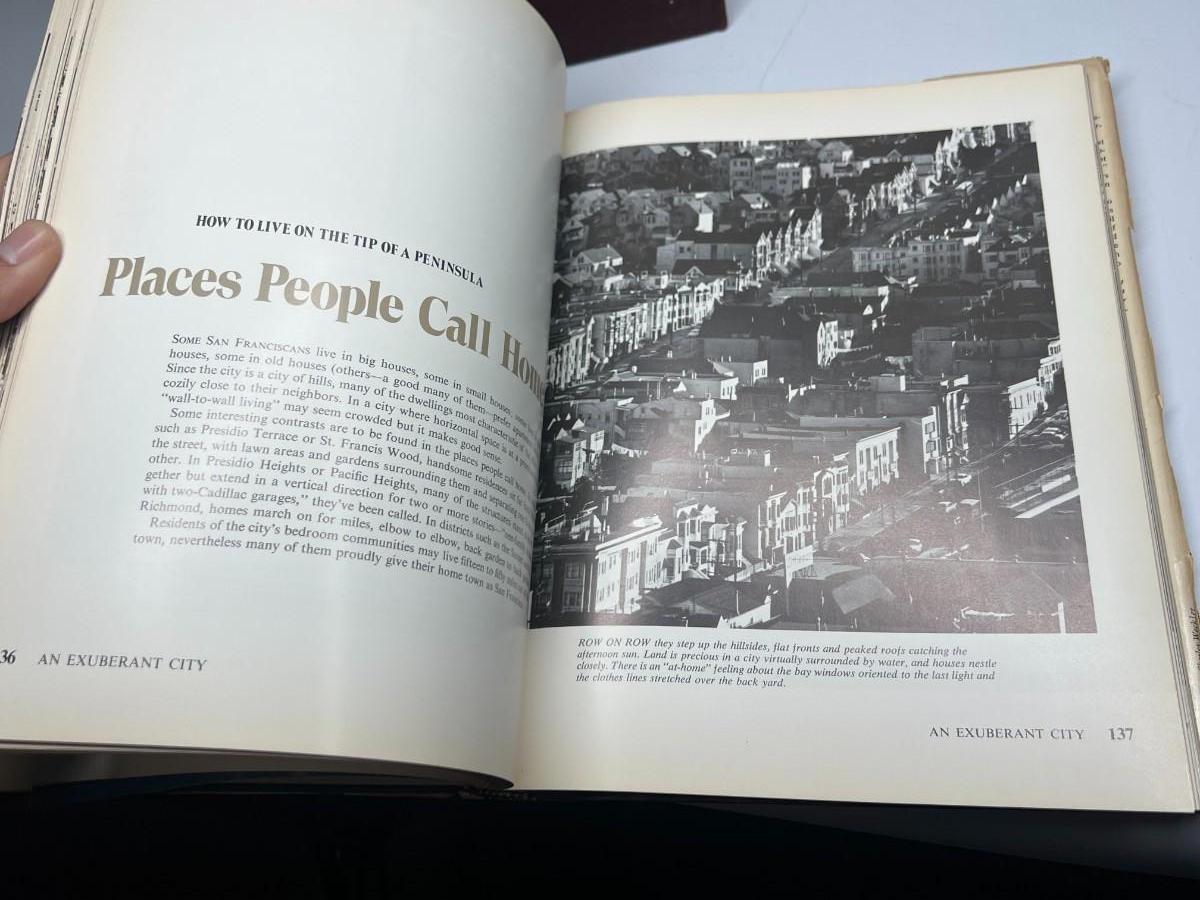 HOW TO LIVE ON THE TIP OF A PENINSULA
Places People Call Hom
SOME SAN FRANCISCANS live in big houses, some in small houses, some
houses, some in old houses (others—a good many of them—prefer
Since the city is a city of hills, many of the dwellings most characteristic of the
cozily close to their neighbors. In a city where horizontal space is at a
"wall-to-wall living" may seem crowded but it makes good sense.
Some interesting contrasts are to be found in the places people call home.
such as Presidio Terrace or St. Francis Wood, handsome residences
the street, with lawn areas and gardens surrounding them and separating
other. In Presidio Heights or Pacific Heights, many of the structures
gether but extend in a vertical direction for two or more stories—
with two-Cadillac garages," they've been called. In districts such as the
Richmond, homes march on for miles, elbow to elbow, back garden to back
Residents of the city's bedroom communities may live fifteen to fifty
town, nevertheless many of them proudly give their home town as San
36 AN EXUBERANT CITY
ROW ON ROW they step up the hillsides, flat fronts and peaked roofs catching the
afternoon sun. Land is precious in a city virtually surrounded by water, and houses nestle
closely. There is an "at-home" feeling about the bay windows oriented to the last light and
the clothes lines stretched over the back yard.
AN EXUBERANT CITY 137